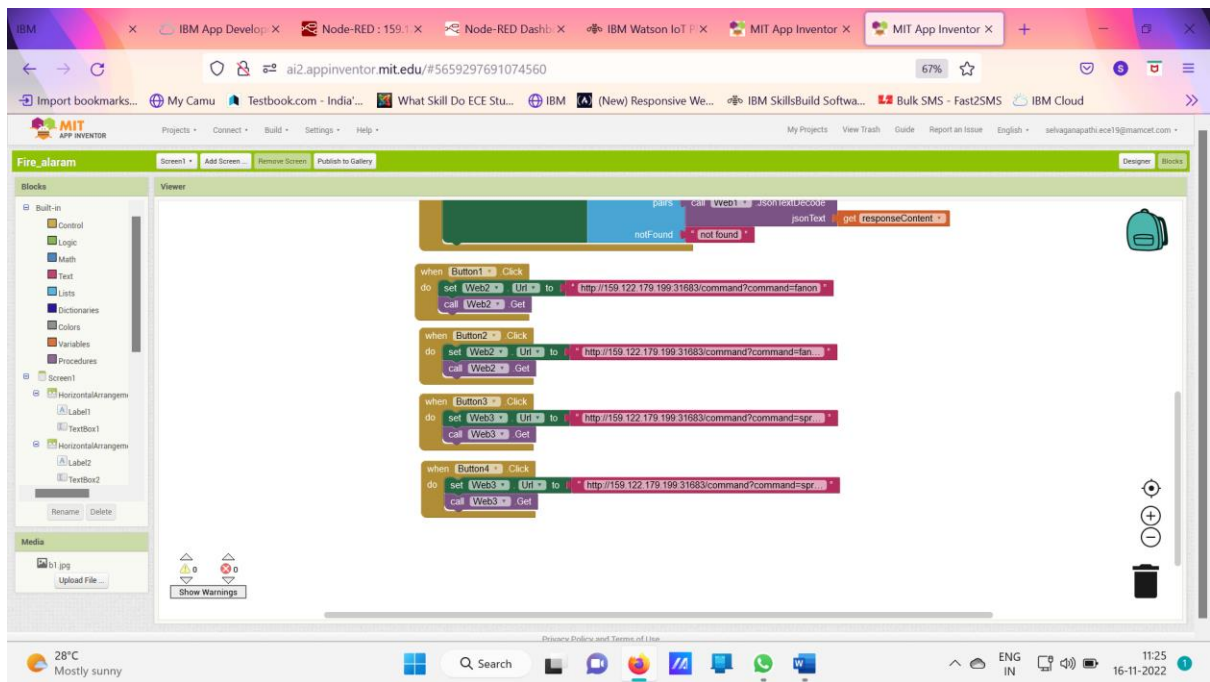 IBM
IBM App Develop
Node-RED : 159.1
Node-RED Dashb
IBM Watson IoT P
MIT App Inventor
MIT App Inventor
ai2.appinventor.mit.edu/#5659297691074560
67%
Import bookmarks...
My Camu
Testbook.com - India'...
What Skill Do ECE Stu...
IBM
(New) Responsive We...
IBM SkillsBuild Softwa...
Bulk SMS - Fast2SMS
IBM Cloud
MIT
APP INVENTOR
Projects
Connect
Build
Settings
Help
My Projects
View Trash
Guide
Report an Issue
English
selvaganapathi.ece19@mamcet.com
Fire_alaram
Screen1
Add Screen ...
Remove Screen
Publish to Gallery
Designer
Blocks
Blocks
Viewer
Built-in
Control
Logic
Math
Text
Lists
Dictionaries
Colors
Variables
Procedures
Screen1
HorizontalArrangeme
Label1
TextBox1
HorizontalArrangeme
Label2
TextBox2
Rename
Delete
Media
b1.jpg
Upload File ...
pairs call Web1 . JsonTextDecode
jsonText get responseContent
notFound " not found "
when Button1 . Click
do set Web2 . Url to " http://159.122.179.199:31683/command?command=fanon "
call Web2 . Get
when Button2 . Click
do set Web2 . Url to " http://159.122.179.199:31683/command?command=fan... "
call Web2 . Get
when Button3 . Click
do set Web3 . Url to " http://159.122.179.199:31683/command?command=spr... "
call Web3 . Get
when Button4 . Click
do set Web3 . Url to " http://159.122.179.199:31683/command?command=spr... "
call Web3 . Get
0 0
Show Warnings
Privacy Policy and Terms of Use
28°C
Mostly sunny
Search
ENG
IN
11:25
16-11-2022
1